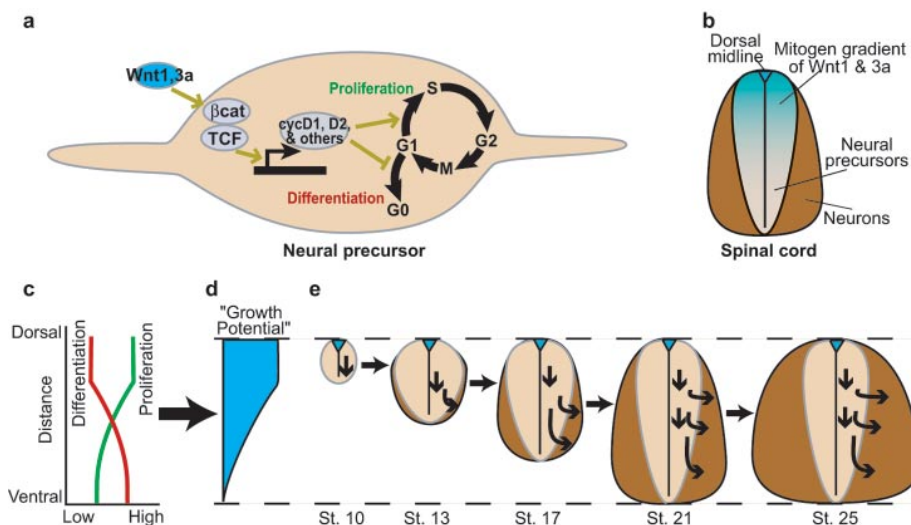 a
Wnt1,3a
βcat
TCF
cycD1, D2,
& others
Proliferation
S
G1
G2
M
Differentiation
G0
Neural precursor
b
Dorsal
midline
Mitogen gradient
of Wnt1 & 3a
Neural
precursors
Neurons
Spinal cord
c
Dorsal
Distance
Ventral
Differentiation
Proliferation
Low
High
d
"Growth
Potential"
e
St. 10
St. 13
St. 17
St. 21
St. 25